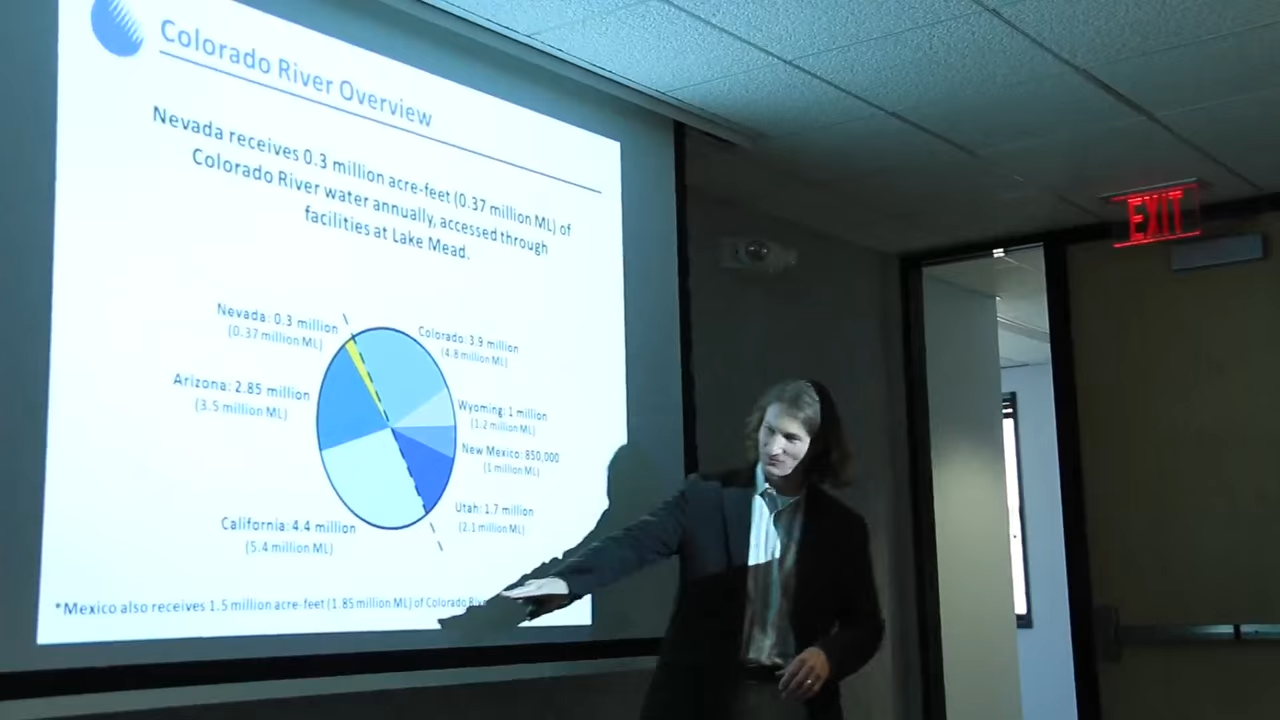 Colorado River Overview
Nevada receives 0.3 million acre-feet (0.37 million ML) of
Colorado River water annually, accessed through
facilities at Lake Mead.
Nevada: 0.3 million
(0.37 million ML)
Colorado: 3.9 million
(4.8 million ML)
Arizona: 2.85 million
(3.5 million ML)
Wyoming: 1 million
(1.2 million ML)
New Mexico: 850,000
(1 million ML)
Utah: 1.7 million
(2.1 million ML)
California: 4.4 million
(5.4 million ML)
*Mexico also receives 1.5 million acre-feet (1.85 million ML) of Colorado
EXIT